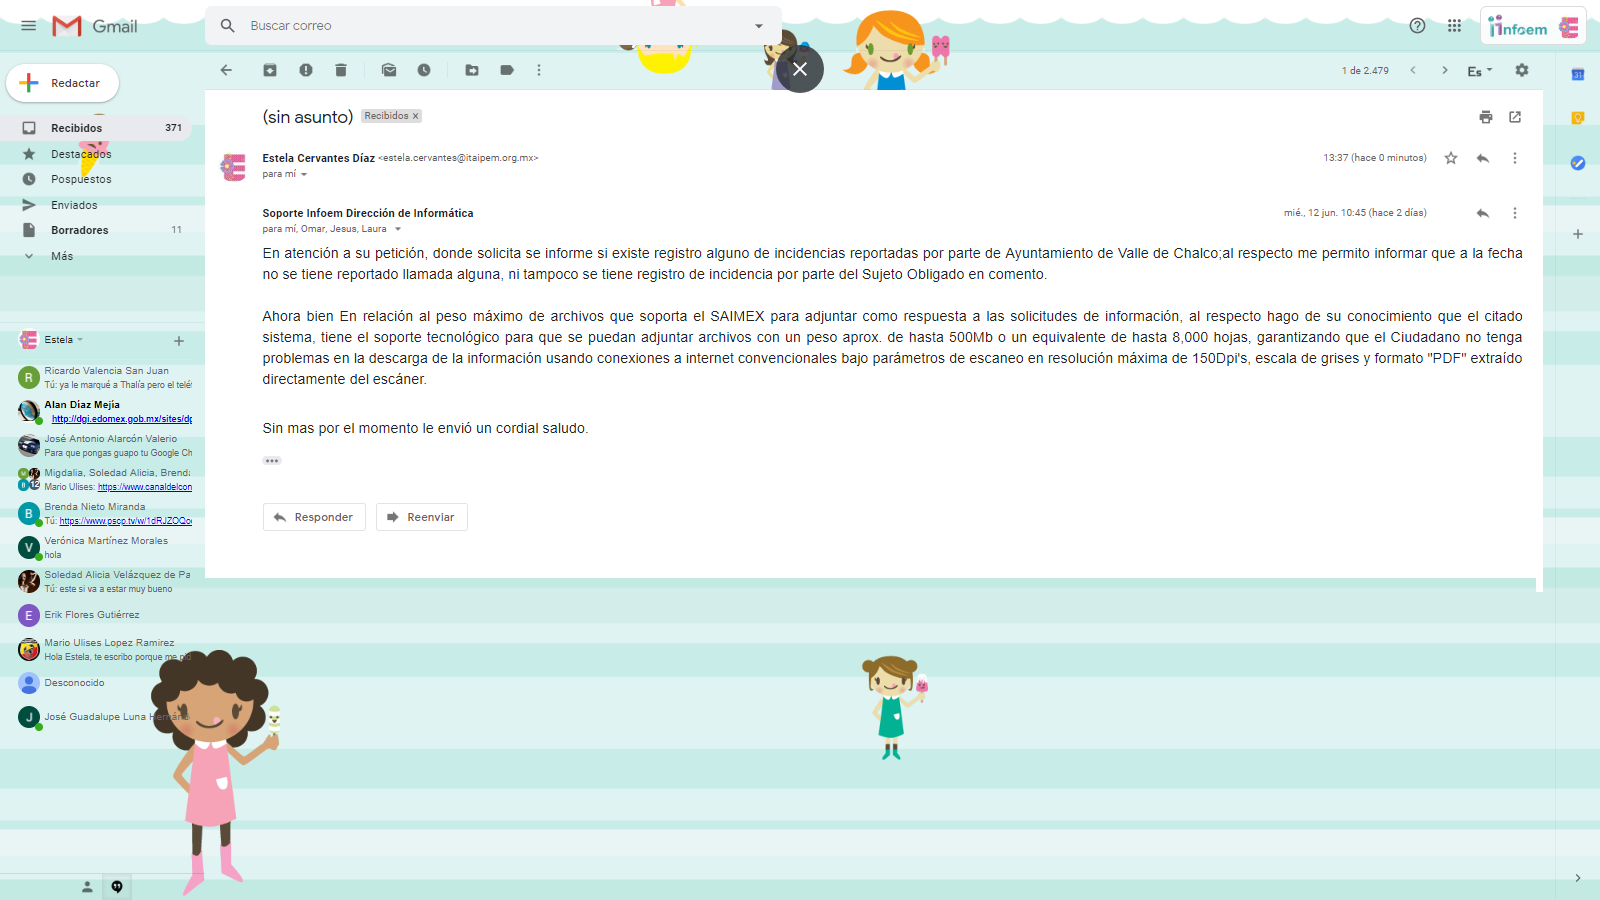 Gmail
Buscar correo
infoem
Redactar
1 de 2.479
Es
Recibidos 371
Destacados
Pospuestos
Enviados
Borradores 11
Más
(sin asunto) Recibidos x
Estela Cervantes Díaz <estela.cervantes@itaipem.org.mx>
13:37 (hace 0 minutos)
para mí
Soporte Infoem Dirección de Informática
mié., 12 jun. 10:45 (hace 2 días)
para mí, Omar, Jesus, Laura
En atención a su petición, donde solicita se informe si existe registro alguno de incidencias reportadas por parte de Ayuntamiento de Valle de Chalco;al respecto me permito informar que a la fecha
no se tiene reportado llamada alguna, ni tampoco se tiene registro de incidencia por parte del Sujeto Obligado en comento.
Ahora bien En relación al peso máximo de archivos que soporta el SAIMEX para adjuntar como respuesta a las solicitudes de información, al respecto hago de su conocimiento que el citado
sistema, tiene el soporte tecnológico para que se puedan adjuntar archivos con un peso aprox. de hasta 500Mb o un equivalente de hasta 8,000 hojas, garantizando que el Ciudadano no tenga
problemas en la descarga de la información usando conexiones a internet convencionales bajo parámetros de escaneo en resolución máxima de 150Dpi's, escala de grises y formato "PDF" extraído
directamente del escáner.
Sin mas por el momento le envió un cordial saludo.
Responder
Reenviar
Estela
R
Ricardo Valencia San Juan
Tú: ya le marqué a Thalía pero el telé
Alan Díaz Mejía
http://dgi.edomex.gob.mx/sites/dg
José Antonio Alarcón Valerio
Para que pongas guapo tu Google Ch
Migdalia, Soledad Alicia, Brenda
Mario Ulises: https://www.canaldelcon
12
B
Brenda Nieto Miranda
Tú: https://www.pscp.tv/w/1dRJZOQo
V
Verónica Martínez Morales
hola
Soledad Alicia Velázquez de Pa
Tú: este si va a estar muy bueno
E
Erik Flores Gutiérrez
Mario Ulises Lopez Ramirez
Hola Estela, te escribo porque me pid
Desconocido
J
José Guadalupe Luna Hernánd